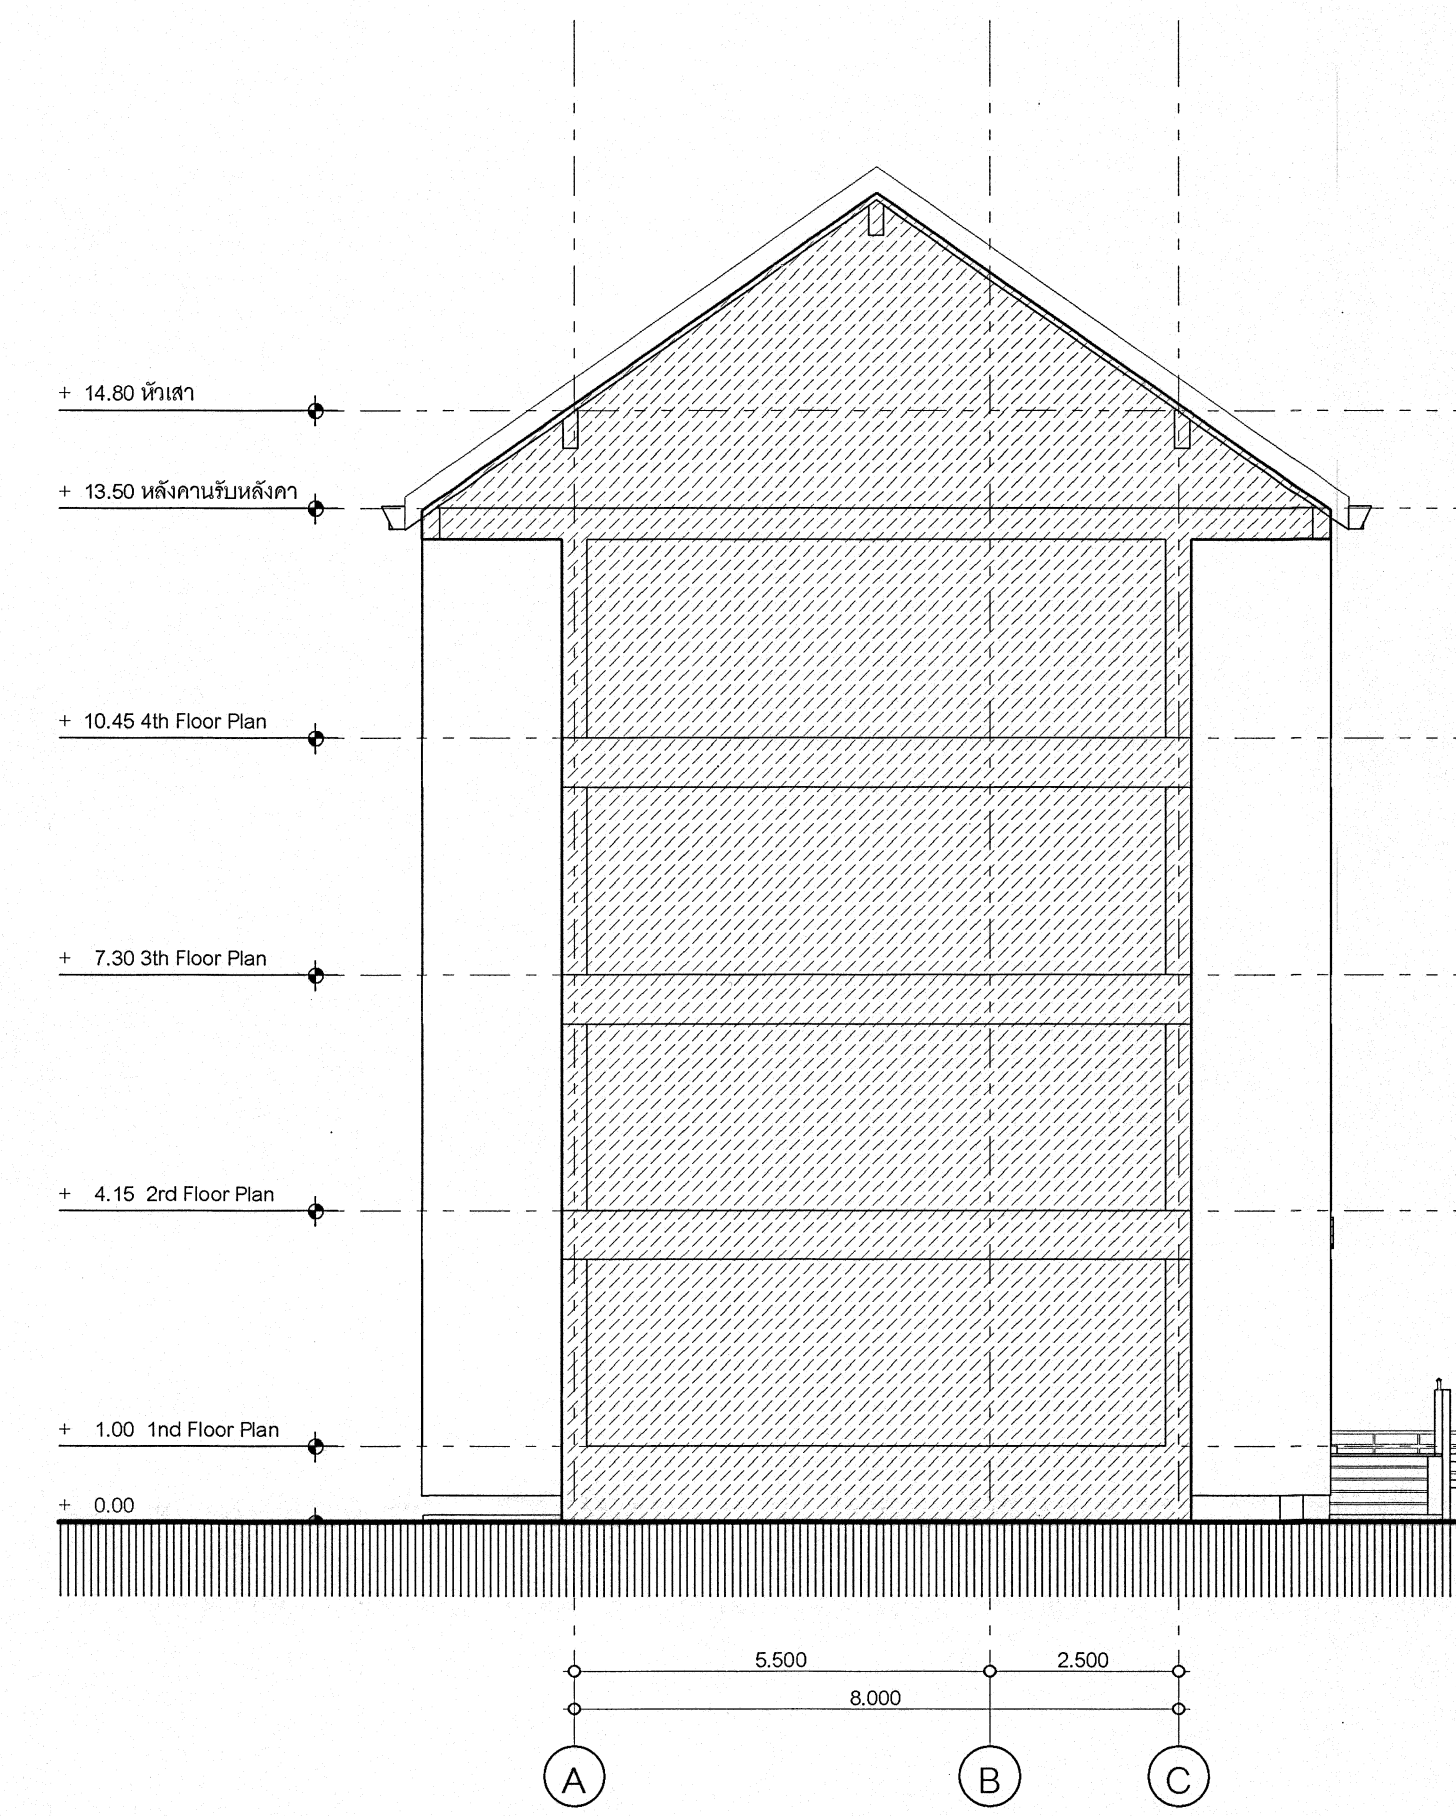 + 14.80 หัวเสา
+ 13.50 หลังคานรับหลังคา
+ 10.45 4th Floor Plan
+ 7.30 3th Floor Plan
+ 4.15 2rd Floor Plan
+ 1.00 1nd Floor Plan
+ 0.00
5.500 2.500
8.000
A B C